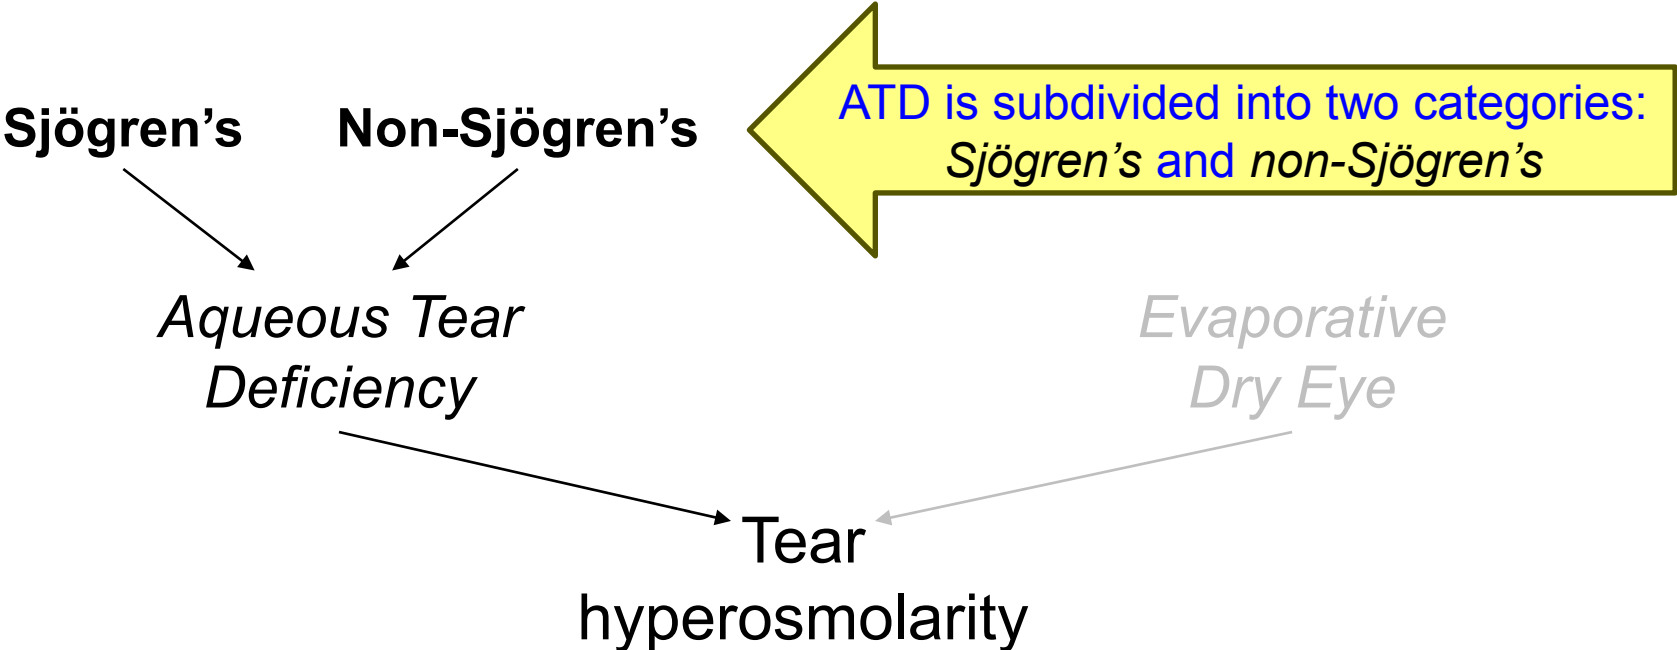 Sjögren’s
Non-Sjögren’s
ATD is subdivided into two categories:
Sjögren’s and non-Sjögren’s
Aqueous Tear
Deficiency
Evaporative
Dry Eye
Tear
hyperosmolarity